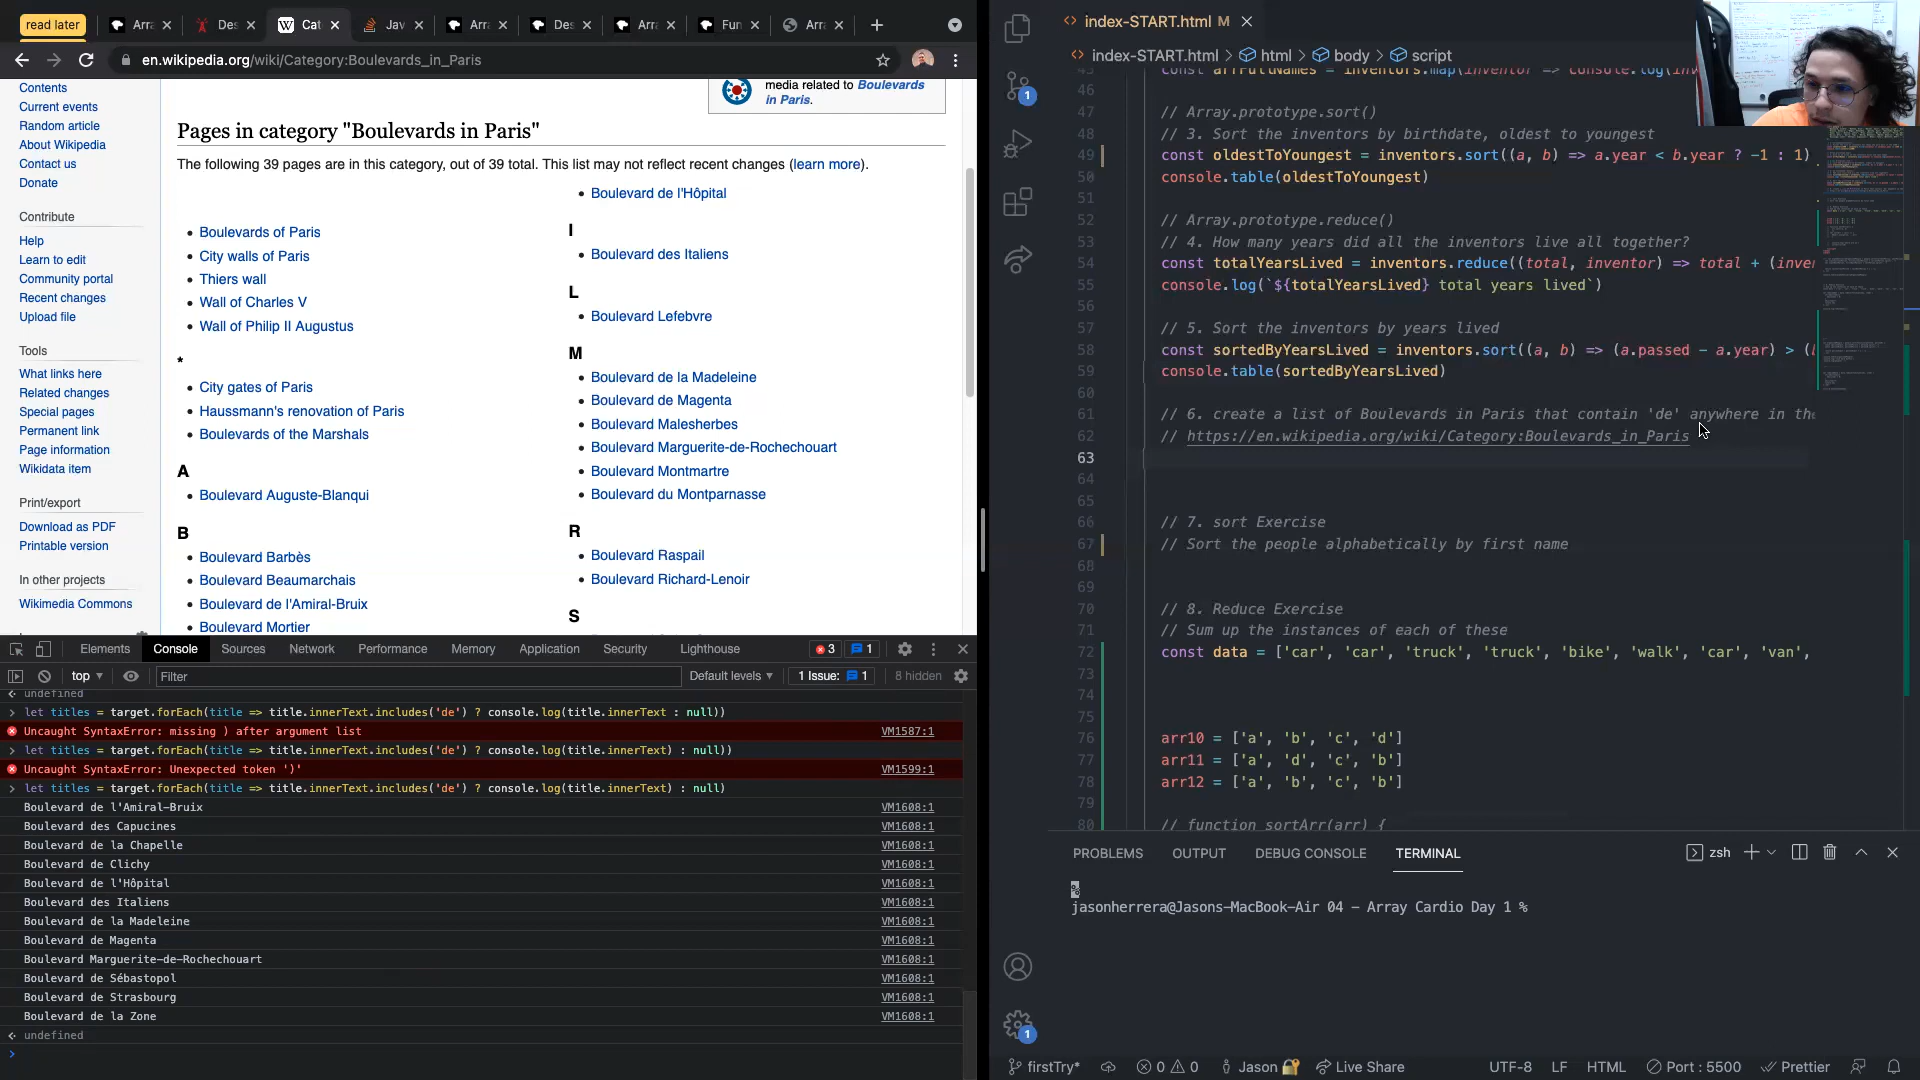 read later
Arra
Des
Cat
Jav
Arra
Des
Arra
Fun
Arra
en.wikipedia.org/wiki/Category:Boulevards_in_Paris
Contents
Current events
Random article
About Wikipedia
Contact us
Donate
Contribute
Help
Learn to edit
Community portal
Recent changes
Upload file
Tools
What links here
Related changes
Special pages
Permanent link
Page information
Wikidata item
Print/export
Download as PDF
Printable version
In other projects
Wikimedia Commons
media related to Boulevards
in Paris.
Pages in category "Boulevards in Paris"
The following 39 pages are in this category, out of 39 total. This list may not reflect recent changes (learn more).
Boulevards of Paris
City walls of Paris
Thiers wall
Wall of Charles V
Wall of Philip II Augustus
*
City gates of Paris
Haussmann's renovation of Paris
Boulevards of the Marshals
A
Boulevard Auguste-Blanqui
B
Boulevard Barbès
Boulevard Beaumarchais
Boulevard de l'Amiral-Bruix
Boulevard Mortier
Boulevard de l'Hôpital
I
Boulevard des Italiens
L
Boulevard Lefebvre
M
Boulevard de la Madeleine
Boulevard de Magenta
Boulevard Malesherbes
Boulevard Marguerite-de-Rochechouart
Boulevard Montmartre
Boulevard du Montparnasse
R
Boulevard Raspail
Boulevard Richard-Lenoir
S
Elements
Console
Sources
Network
Performance
Memory
Application
Security
Lighthouse
3
1
top
Filter
Default levels
1 Issue:
1
8 hidden
undefined
let titles = target.forEach(title => title.innerText.includes('de') ? console.log(title.innerText : null))
Uncaught SyntaxError: missing ) after argument list VM1587:1
let titles = target.forEach(title => title.innerText.includes('de') ? console.log(title.innerText) : null))
Uncaught SyntaxError: Unexpected token ')' VM1599:1
let titles = target.forEach(title => title.innerText.includes('de') ? console.log(title.innerText) : null)
Boulevard de l'Amiral-Bruix VM1608:1
Boulevard des Capucines VM1608:1
Boulevard de la Chapelle VM1608:1
Boulevard de Clichy VM1608:1
Boulevard de l'Hôpital VM1608:1
Boulevard des Italiens VM1608:1
Boulevard de la Madeleine VM1608:1
Boulevard de Magenta VM1608:1
Boulevard Marguerite-de-Rochechouart VM1608:1
Boulevard de Sébastopol VM1608:1
Boulevard de Strasbourg VM1608:1
Boulevard de la Zone VM1608:1
undefined
index-START.html M
index-START.html > html > body > script
45 const arrFullNames = inventors.map(inventor => console.log(inv
46
47 // Array.prototype.sort()
48 // 3. Sort the inventors by birthdate, oldest to youngest
49 const oldestToYoungest = inventors.sort((a, b) => a.year < b.year ? -1 : 1)
50 console.table(oldestToYoungest)
51
52 // Array.prototype.reduce()
53 // 4. How many years did all the inventors live all together?
54 const totalYearsLived = inventors.reduce((total, inventor) => total + (inven
55 console.log(`${totalYearsLived} total years lived`)
56
57 // 5. Sort the inventors by years lived
58 const sortedByYearsLived = inventors.sort((a, b) => (a.passed - a.year) > (b
59 console.table(sortedByYearsLived)
60
61 // 6. create a list of Boulevards in Paris that contain 'de' anywhere in the
62 // https://en.wikipedia.org/wiki/Category:Boulevards_in_Paris
63
64
65
66 // 7. sort Exercise
67 // Sort the people alphabetically by first name
68
69
70 // 8. Reduce Exercise
71 // Sum up the instances of each of these
72 const data = ['car', 'car', 'truck', 'truck', 'bike', 'walk', 'car', 'van',
73
74
75
76 arr10 = ['a', 'b', 'c', 'd']
77 arr11 = ['a', 'd', 'c', 'b']
78 arr12 = ['a', 'b', 'c', 'b']
79
80 // function sortArr(arr) {
1
PROBLEMS
OUTPUT
DEBUG CONSOLE
TERMINAL
zsh
%
jasonherrera@Jasons-MacBook-Air 04 - Array Cardio Day 1 %
1
firstTry*
0
0
Jason
Live Share
UTF-8
LF
HTML
Port : 5500
Prettier